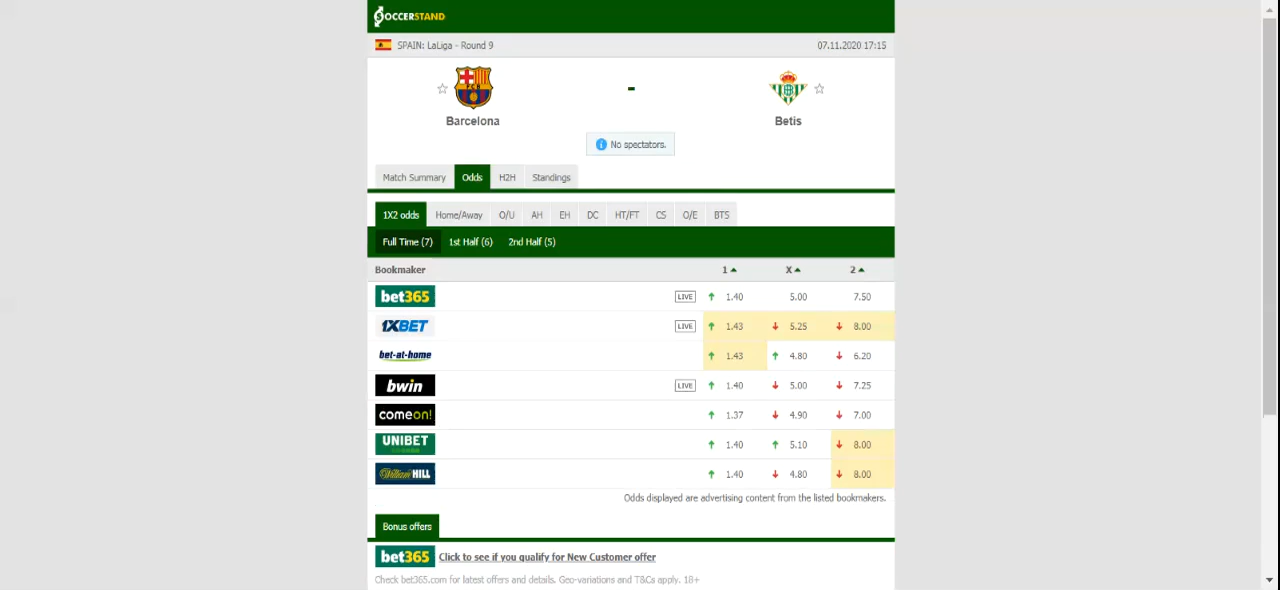 SOCCERSTAND
SPAIN: LaLiga - Round 9 07.11.2020 17:15
-
Barcelona Betis
No spectators.
Match Summary Odds H2H Standings
1X2 odds Home/Away O/U AH EH DC HT/FT CS O/E BTS
Full Time (7) 1st Half (6) 2nd Half (5)
Bookmaker 1 X 2
bet365 LIVE 1.40 5.00 7.50
1XBET LIVE 1.43 5.25 8.00
bet-at-home 1.43 4.80 6.20
bwin LIVE 1.40 5.00 7.25
comeon! 1.37 4.90 7.00
UNIBET 1.40 5.10 8.00
William HILL 1.40 4.80 8.00
Odds displayed are advertising content from the listed bookmakers.
Bonus offers
bet365 Click to see if you qualify for New Customer offer
Check bet365.com for latest offers and details. Geo-variations and T&Cs apply. 18+